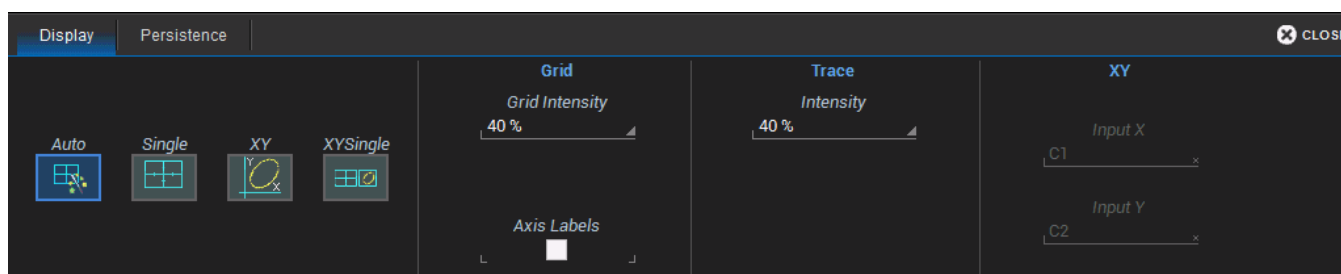 Display
Persistence
CLOSE
Auto
Single
XY
XYSingle
Grid
Grid Intensity
40 %
Axis Labels
Trace
Intensity
40 %
XY
Input X
C1
Input Y
C2